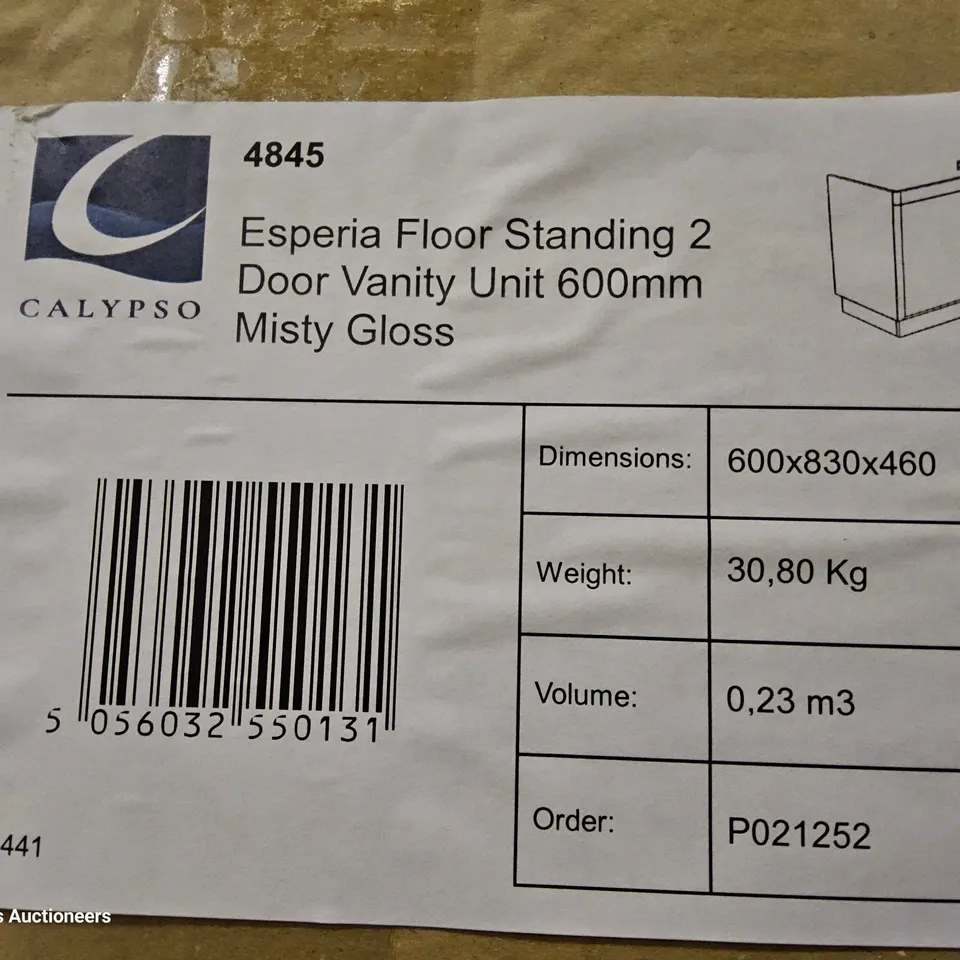 4845
Esperia Floor Standing 2
Door Vanity Unit 600mm
Misty Gloss
CALYPSO
Dimensions: 600x830x460
Weight: 30,80 Kg
Volume: 0,23 m3
Order: P021252
5 056032 550131
441
s Auctioneers